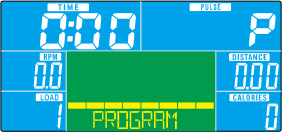 TIME
PULSE
0:00
P
RPM
DISTANCE
0.0
0.00
LOAD
CALORIES
1
0
PROGRAM